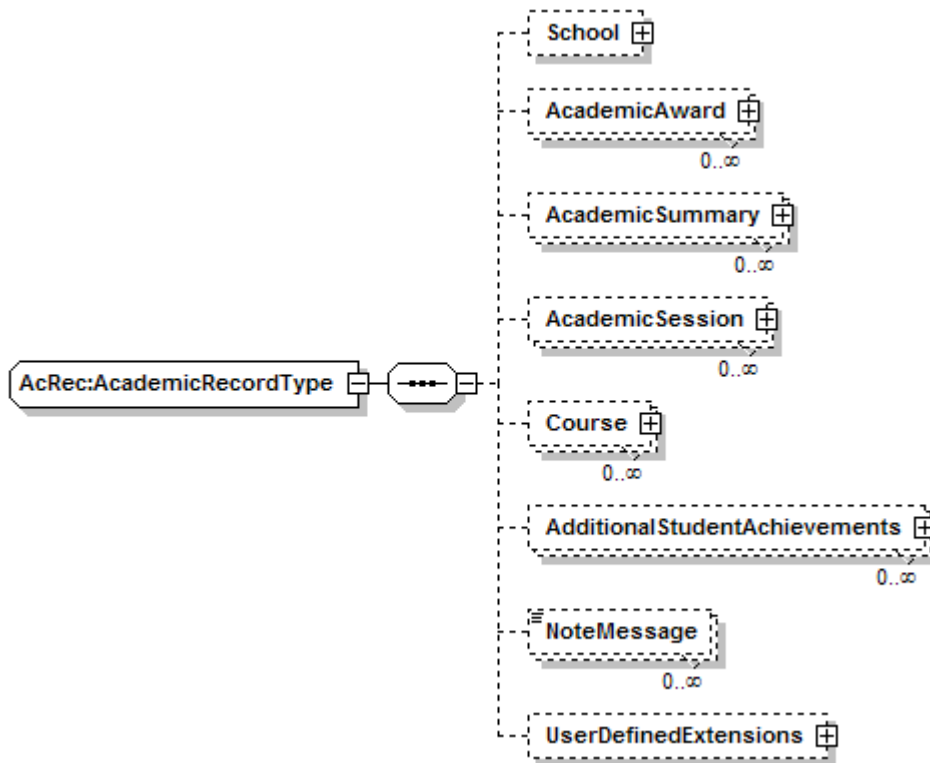 School
AcademicAward
0..∞
AcademicSummary
0..∞
AcademicSession
0..∞
AcRec:AcademicRecordType
Course
0..∞
AdditionalStudentAchievements
0..∞
NoteMessage
0..∞
UserDefinedExtensions